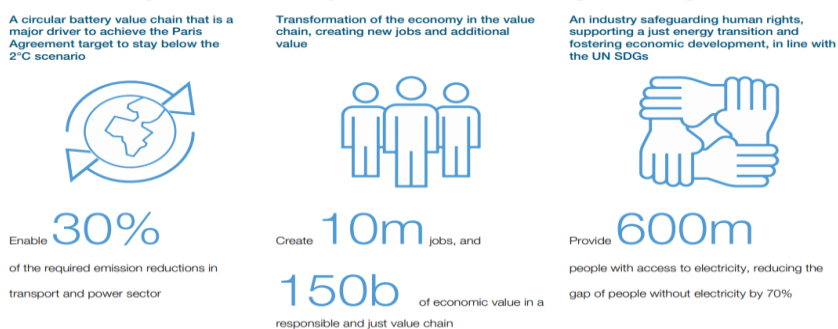 A circular battery value chain that is a
major driver to achieve the Paris
Agreement target to stay below the
2°C scenario
Enable 30%
of the required emission reductions in
transport and power sector
Transformation of the economy in the value
chain, creating new jobs and additional
value
Create 10m jobs, and
150b of economic value in a
responsible and just value chain
An industry safeguarding human rights,
supporting a just energy transition and
fostering economic development, in line with
the UN SDGs
Provide 600m
people with access to electricity, reducing the
gap of people without electricity by 70%